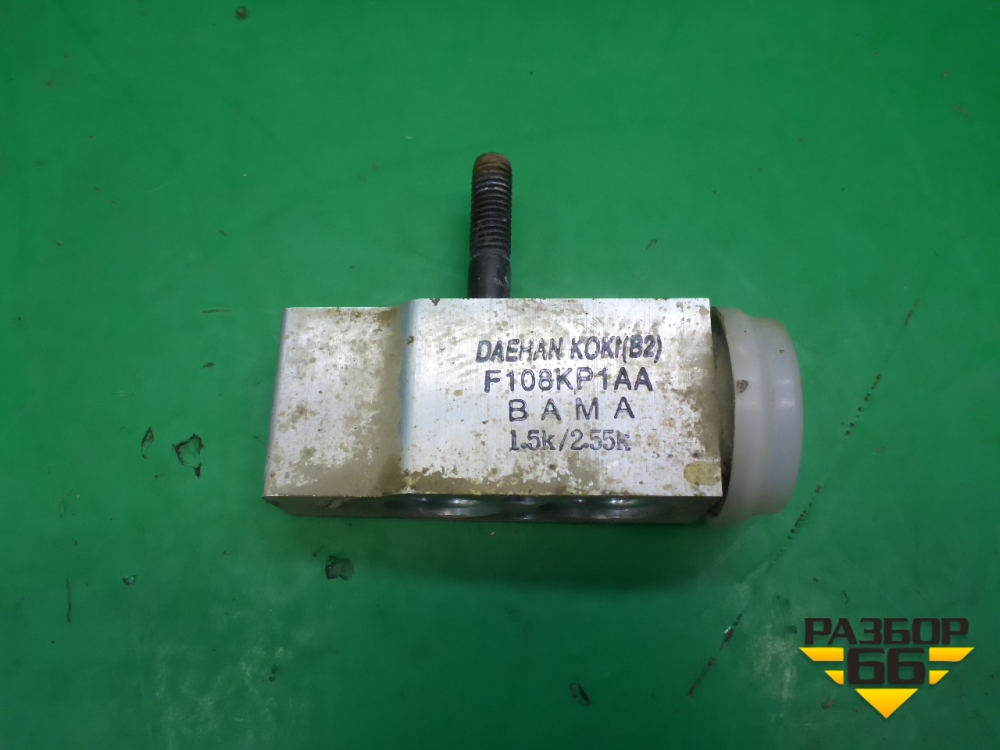 DAEHAN KOKI(B2)
F108KP1AA
BAMA
1.5k/2.55k
РАЗБОР
66